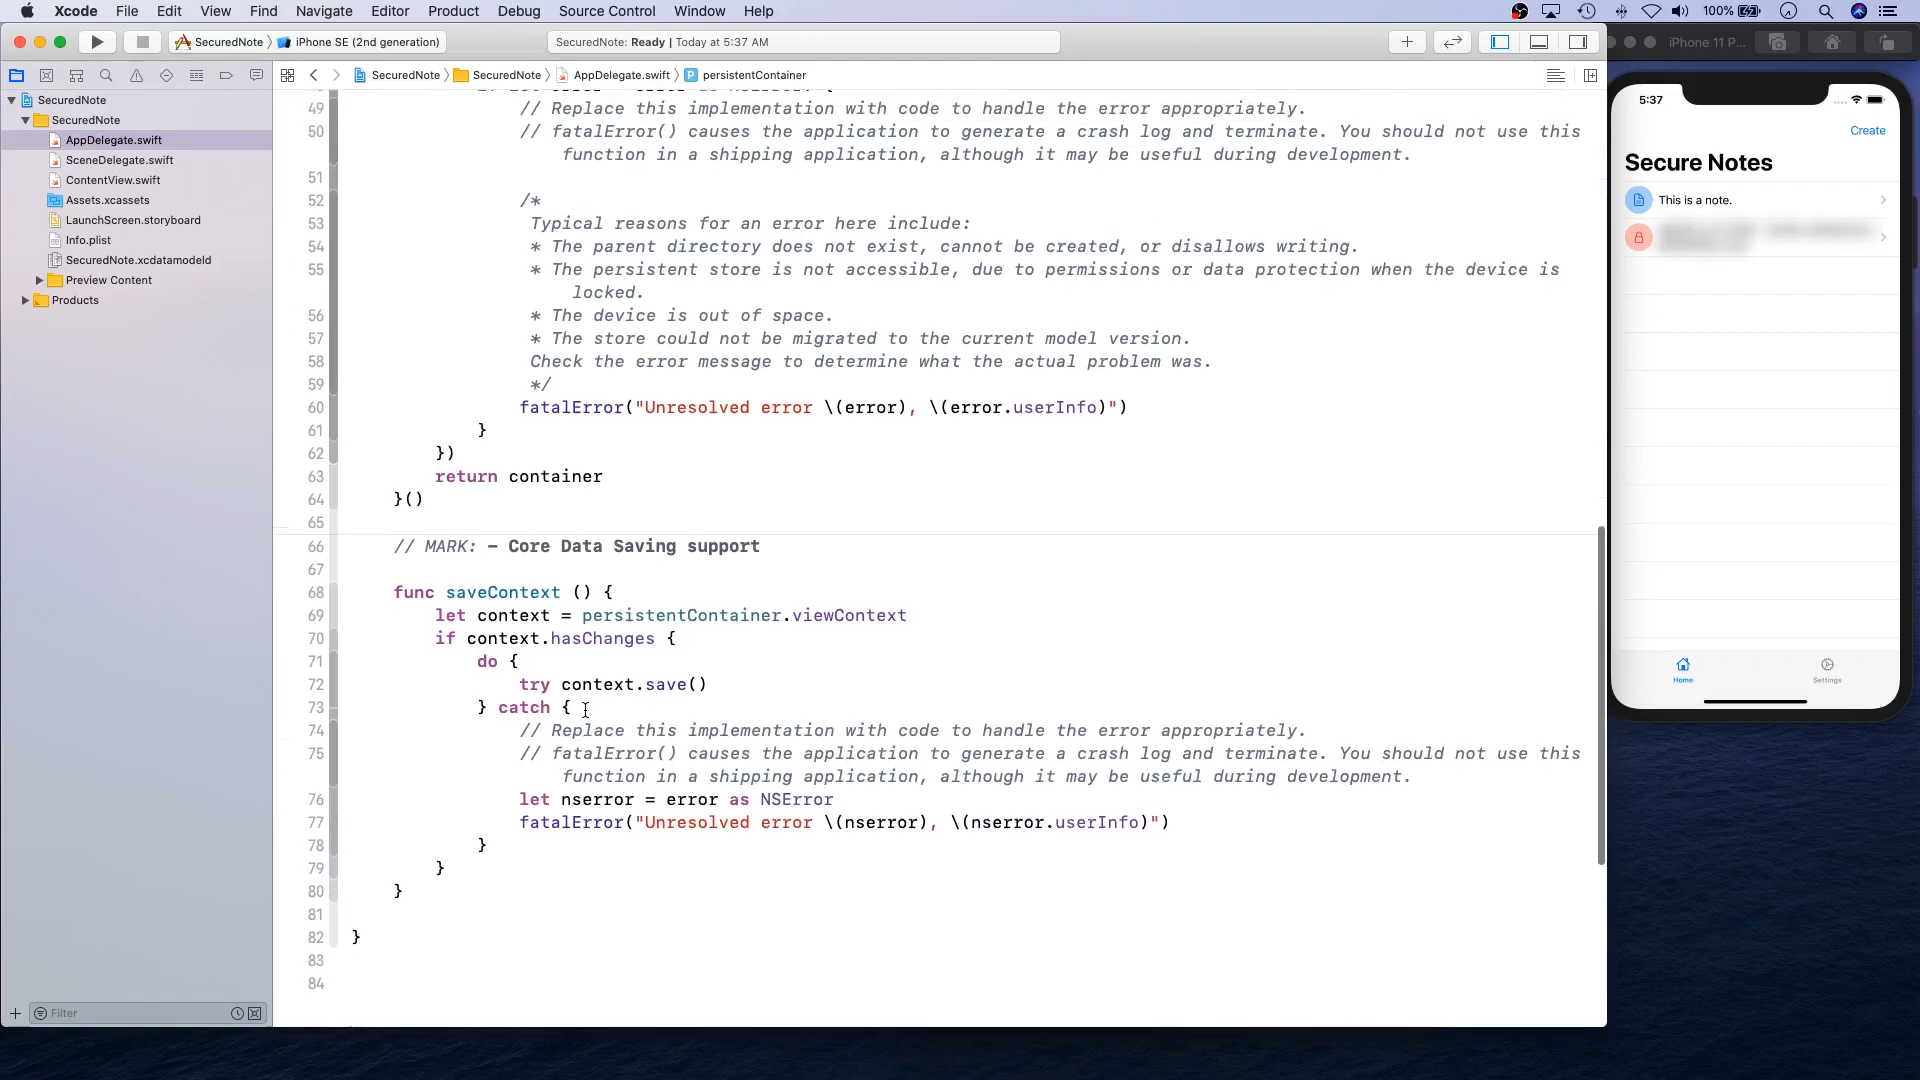 Xcode File Edit View Find Navigate Editor Product Debug Source Control Window Help 100%
SecuredNote iPhone SE (2nd generation) SecuredNote: Ready | Today at 5:37 AM iPhone 11 P...
SecuredNote SecuredNote AppDelegate.swift persistentContainer
SecuredNote
SecuredNote
AppDelegate.swift
SceneDelegate.swift
ContentView.swift
Assets.xcassets
LaunchScreen.storyboard
Info.plist
SecuredNote.xcdatamodeld
Preview Content
Products
Filter
49 // Replace this implementation with code to handle the error appropriately.
50 // fatalError() causes the application to generate a crash log and terminate. You should not use this
function in a shipping application, although it may be useful during development.
51
52 /*
53 Typical reasons for an error here include:
54 * The parent directory does not exist, cannot be created, or disallows writing.
55 * The persistent store is not accessible, due to permissions or data protection when the device is
locked.
56 * The device is out of space.
57 * The store could not be migrated to the current model version.
58 Check the error message to determine what the actual problem was.
59 */
60 fatalError("Unresolved error \(error), \(error.userInfo)")
61 }
62 })
63 return container
64 }()
65
66 // MARK: - Core Data Saving support
67
68 func saveContext () {
69 let context = persistentContainer.viewContext
70 if context.hasChanges {
71 do {
72 try context.save()
73 } catch {
74 // Replace this implementation with code to handle the error appropriately.
75 // fatalError() causes the application to generate a crash log and terminate. You should not use this
function in a shipping application, although it may be useful during development.
76 let nserror = error as NSError
77 fatalError("Unresolved error \(nserror), \(nserror.userInfo)")
78 }
79 }
80 }
81
82 }
83
84
5:37
Create
Secure Notes
This is a note.
Home Settings